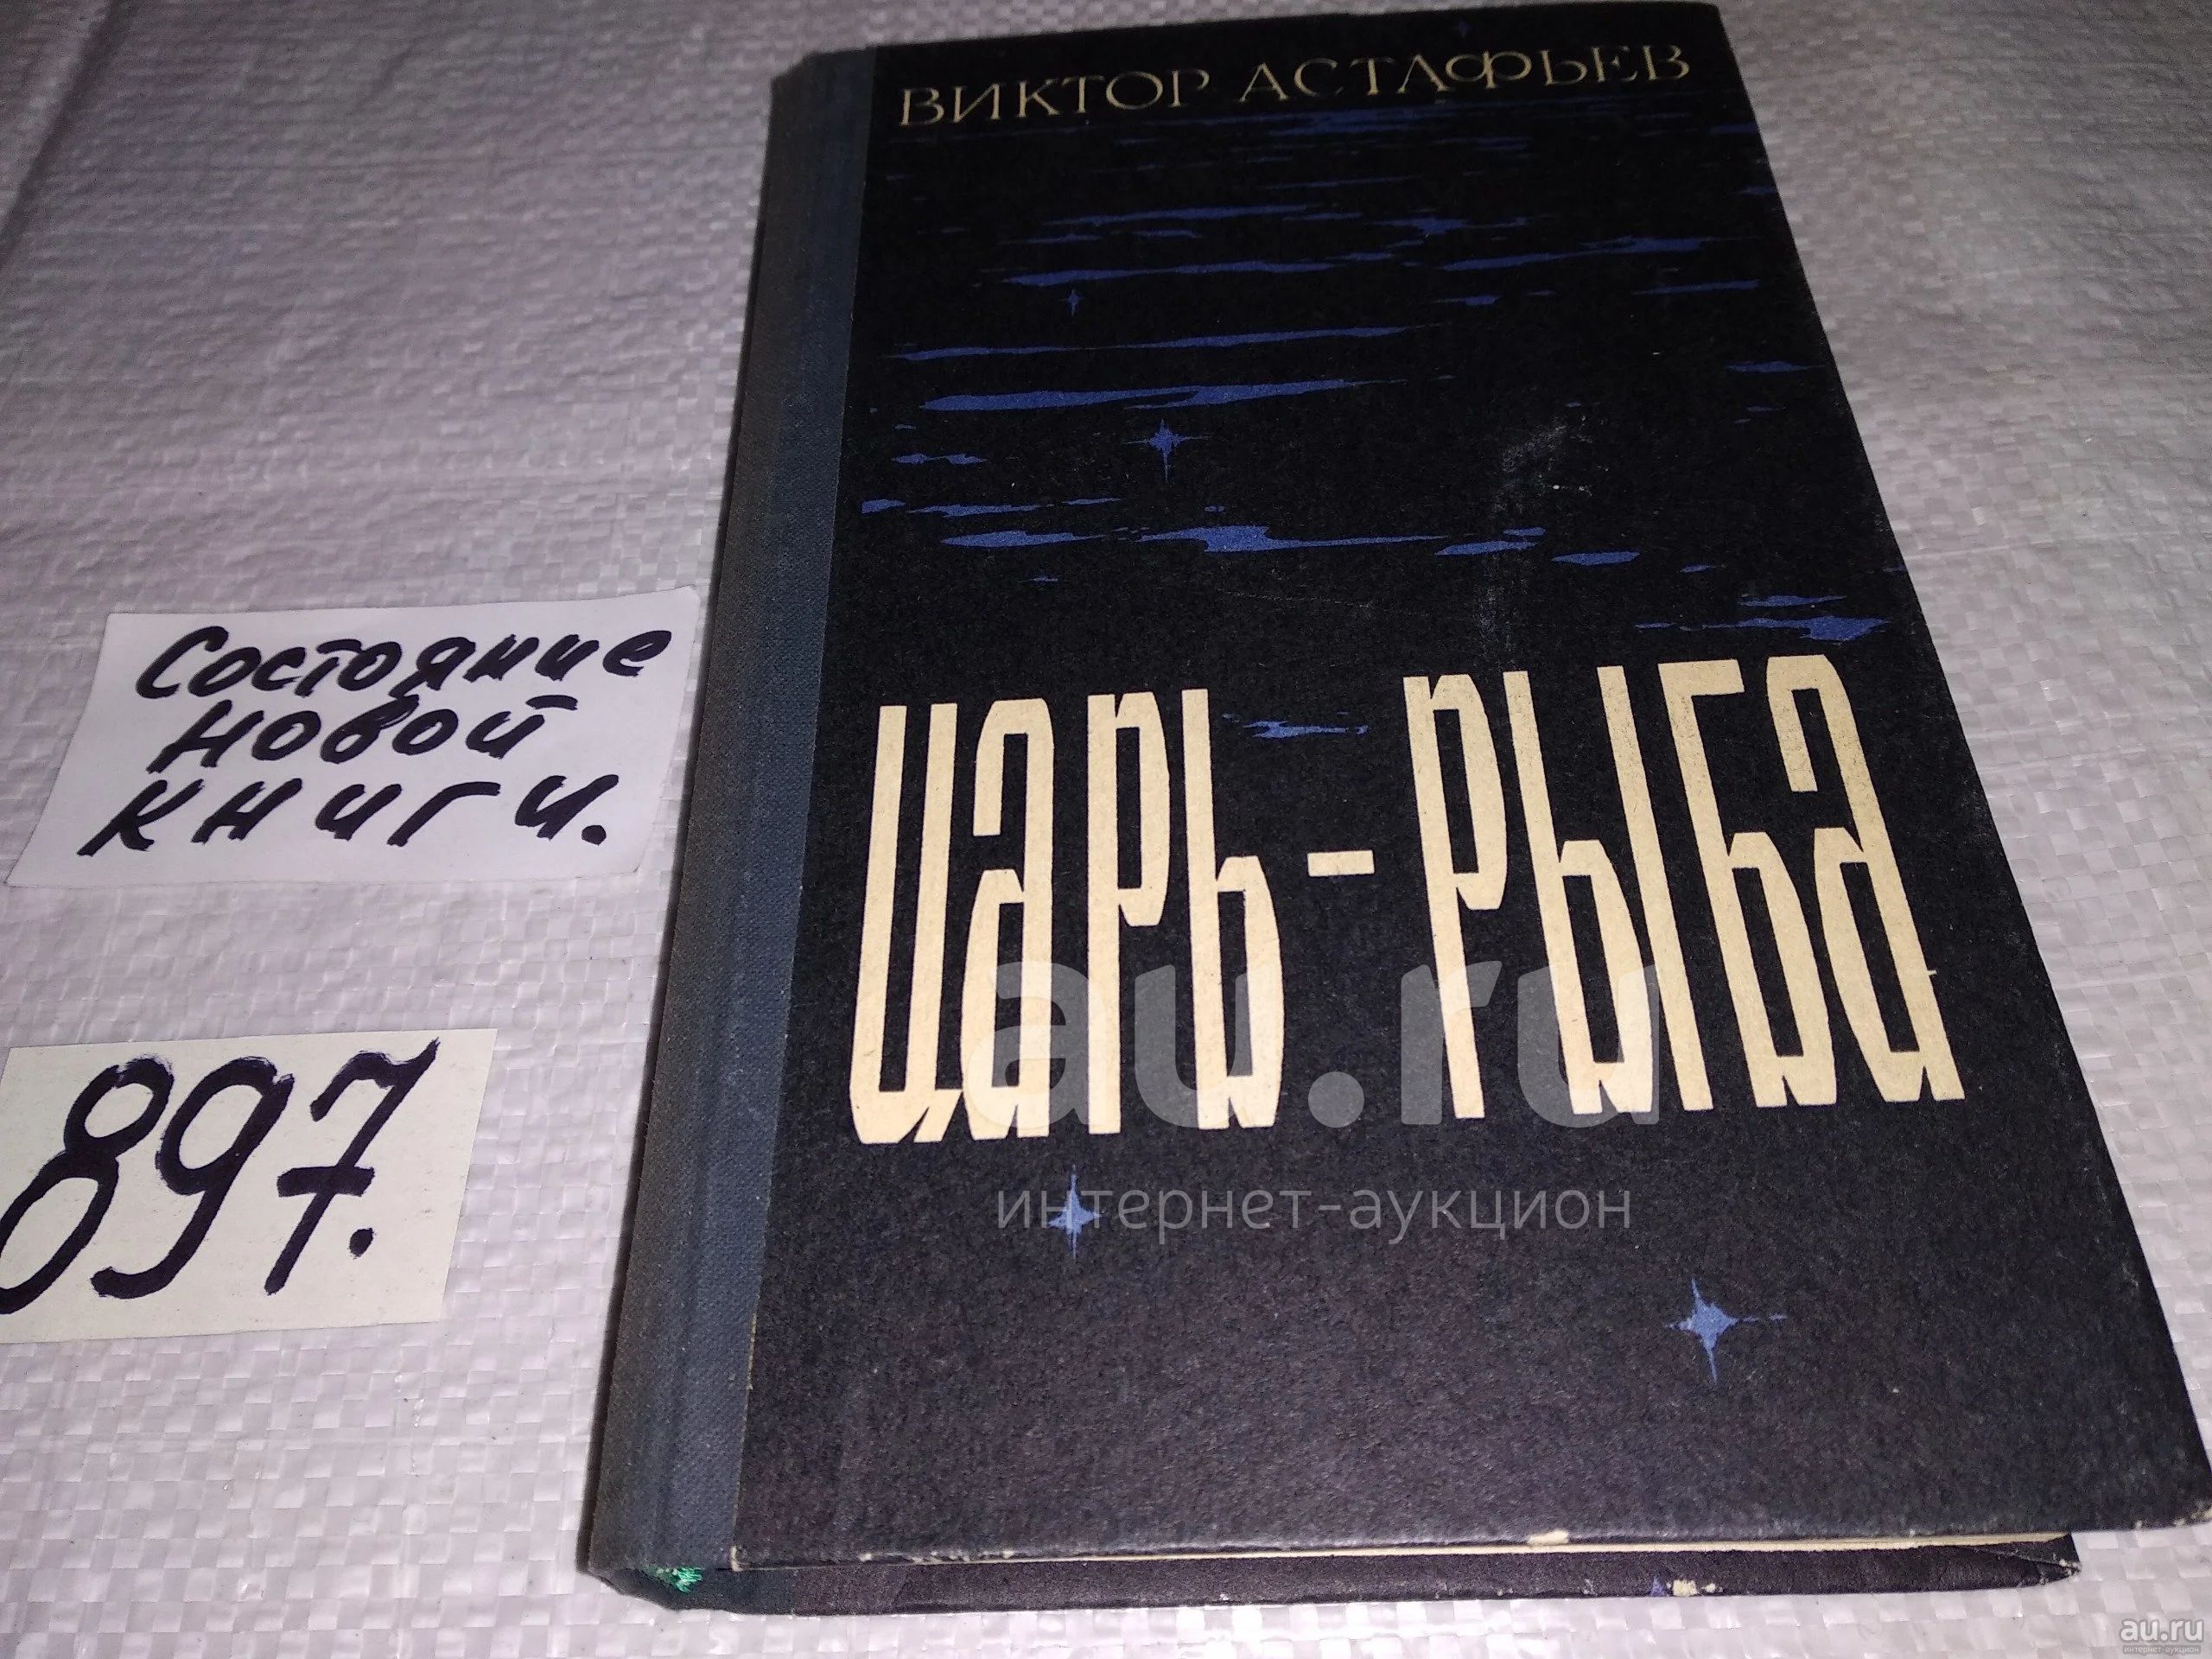 ВИКТОР АСТАФЬЕВ
ЦАРЬ-РЫБА
Состояние
новой
книги.
897.
au.ru
интернет-аукцион
au.ru
интернет-аукцион